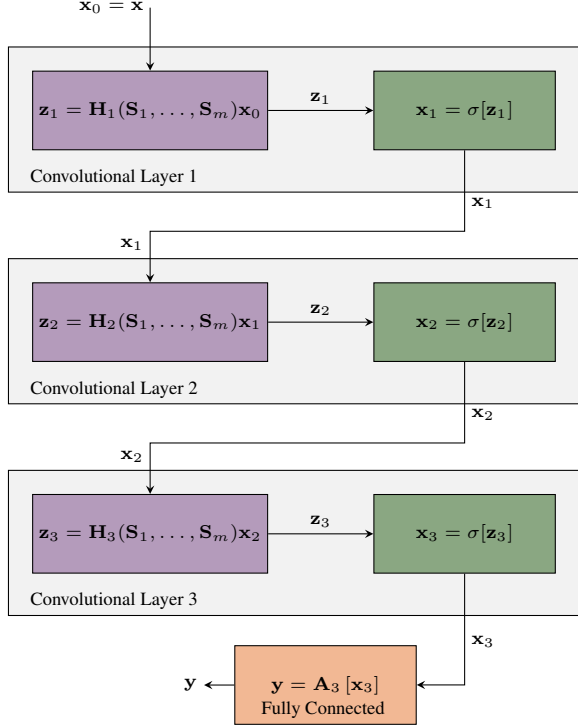 x₀ = x
z₁ = H₁(S₁, . . . , Sₘ)x₀
z₁
x₁ = σ[z₁]
Convolutional Layer 1
x₁
x₁
z₂ = H₂(S₁, . . . , Sₘ)x₁
z₂
x₂ = σ[z₂]
Convolutional Layer 2
x₂
x₂
z₃ = H₃(S₁, . . . , Sₘ)x₂
z₃
x₃ = σ[z₃]
Convolutional Layer 3
x₃
y
y = A₃ [x₃]
Fully Connected